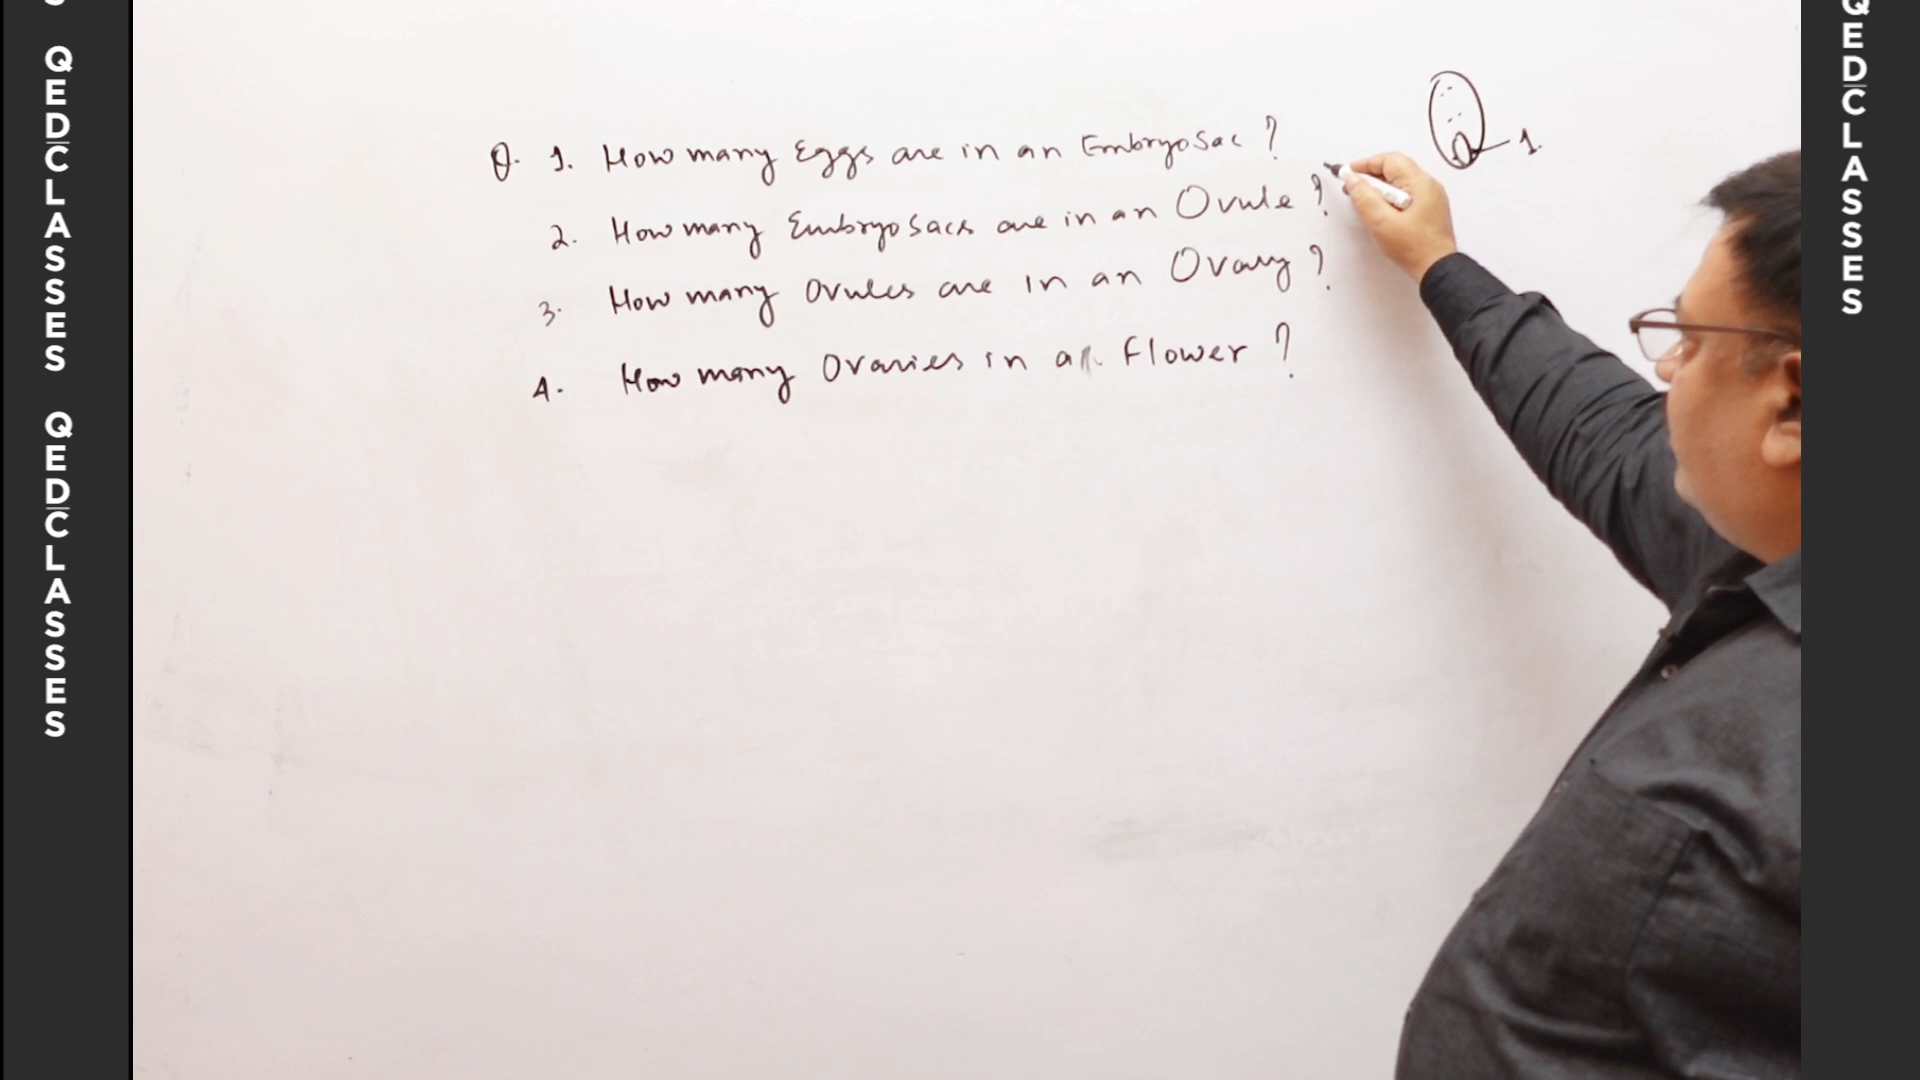 Q. 1. How many Eggs are in an Embryosac ?
2. How many Embryosacs are in an Ovule ?
3. How many Ovules are in an Ovary ?
4. How many Ovaries in a Flower ?
1.
S QEDCLASSES QEDCLASSES
QEDCLASSES